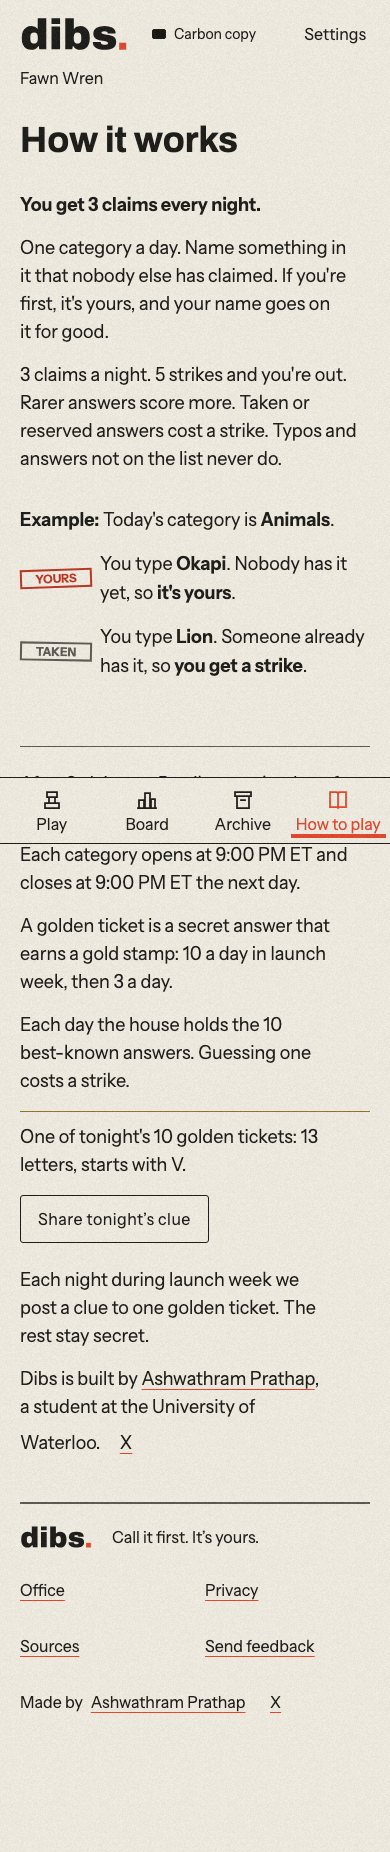 dibs.
Carbon copy
Settings
Fawn Wren
How it works
You get 3 claims every night.
One category a day. Name something in
it that nobody else has claimed. If you're
first, it's yours, and your name goes on
it for good.
3 claims a night. 5 strikes and you're out.
Rarer answers score more. Taken or
reserved answers cost a strike. Typos and
answers not on the list never do.
Example: Today's category is Animals.
YOURS
You type Okapi. Nobody has it
yet, so it's yours.
TAKEN
You type Lion. Someone already
has it, so you get a strike.
Play
Board
Archive
How to play
Each category opens at 9:00 PM ET and
closes at 9:00 PM ET the next day.
A golden ticket is a secret answer that
earns a gold stamp: 10 a day in launch
week, then 3 a day.
Each day the house holds the 10
best-known answers. Guessing one
costs a strike.
One of tonight's 10 golden tickets: 13
letters, starts with V.
Share tonight's clue
Each night during launch week we
post a clue to one golden ticket. The
rest stay secret.
Dibs is built by Ashwathram Prathap,
a student at the University of
Waterloo. X
dibs. Call it first. It's yours.
Office
Privacy
Sources
Send feedback
Made by Ashwathram Prathap X